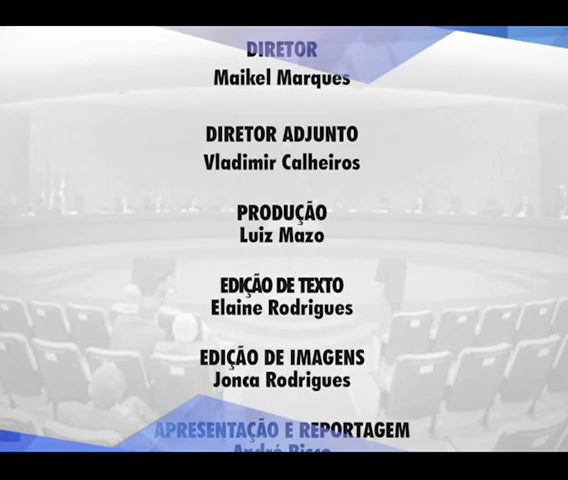 DIRETOR
Maikel Marques
DIRETOR ADJUNTO
Vladimir Calheiros
PRODUÇÃO
Luiz Mazo
EDIÇÃO DE TEXTO
Elaine Rodrigues
EDIÇÃO DE IMAGENS
Jonca Rodrigues
APRESENTAÇÃO E REPORTAGEM
André